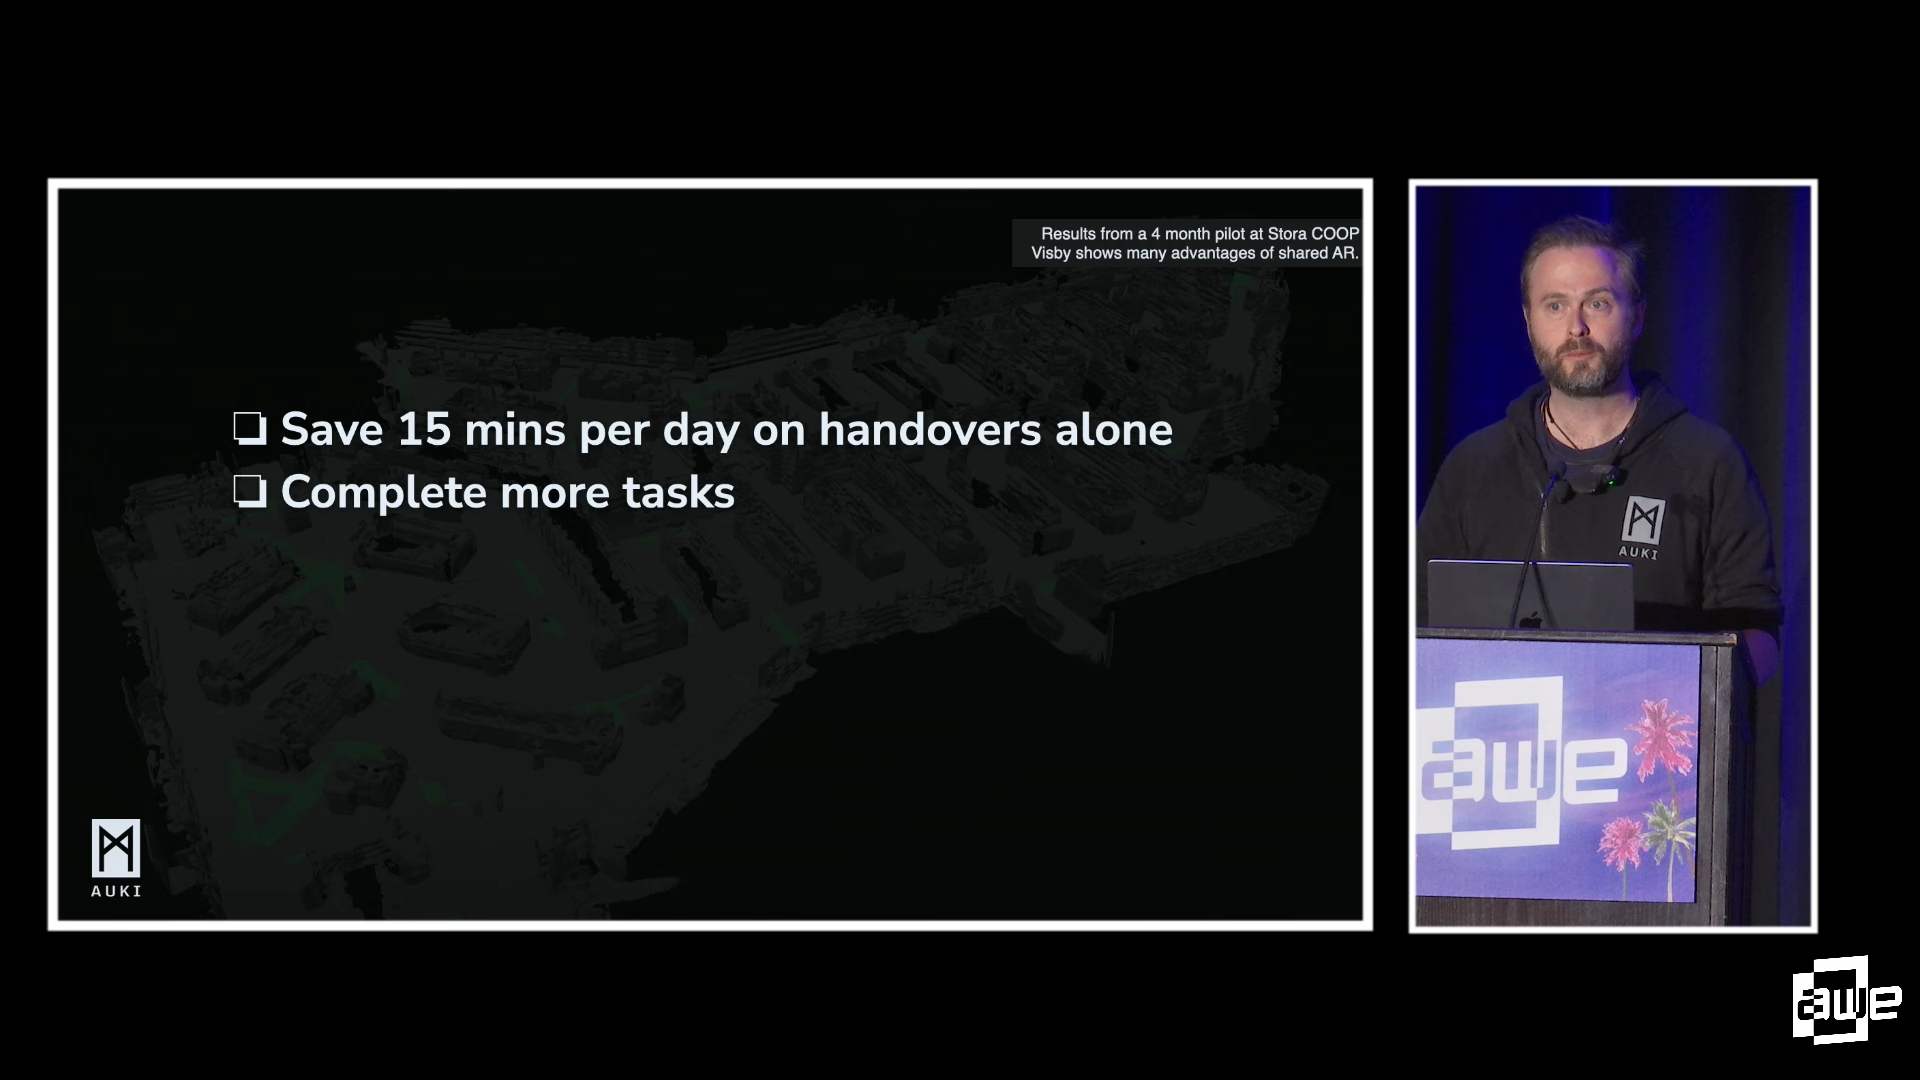 Results from a 4 month pilot at Stora COOP
Visby shows many advantages of shared AR.
❏ Save 15 mins per day on handovers alone
❏ Complete more tasks
AUKI
AUKI
awe
awe